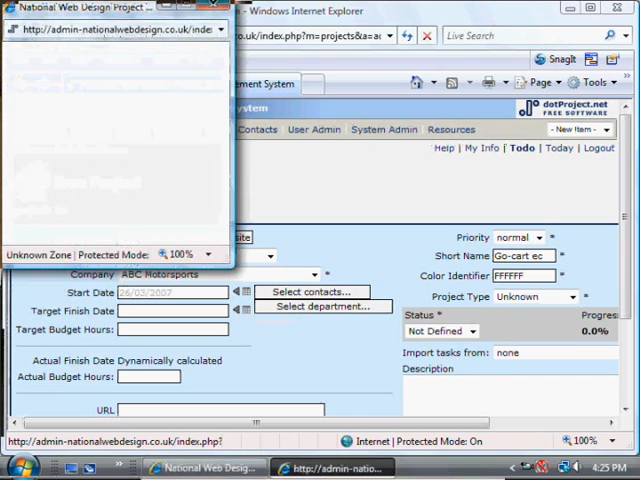 National Web Design Project ...
- Windows Internet Explorer
http://admin-nationalwebdesign.co.uk/inde
co.uk/index.php?m=projects&a=a
Live Search
SnagIt
ement System
Page
Tools
stem
dotProject.net
FREE SOFTWARE
Contacts
User Admin
System Admin
Resources
- New Item -
Help | My Info | Todo | Today | Logout
Unknown Zone | Protected Mode:
100%
site
Priority
normal
*
Short Name
Go-cart ec
*
Company
ABC Motorsports
*
Color Identifier
FFFFFF
*
Start Date
26/03/2007
Select contacts...
Project Type
Unknown
*
Target Finish Date
Select department...
Status *
Progres
Target Budget Hours:
Not Defined
0.0%
Import tasks from:
none
Actual Finish Date
Dynamically calculated
Description
Actual Budget Hours:
URL
http://admin-nationalwebdesign.co.uk/index.php?
Internet | Protected Mode: On
100%
National Web Desig...
http://admin-natio...
4:25 PM